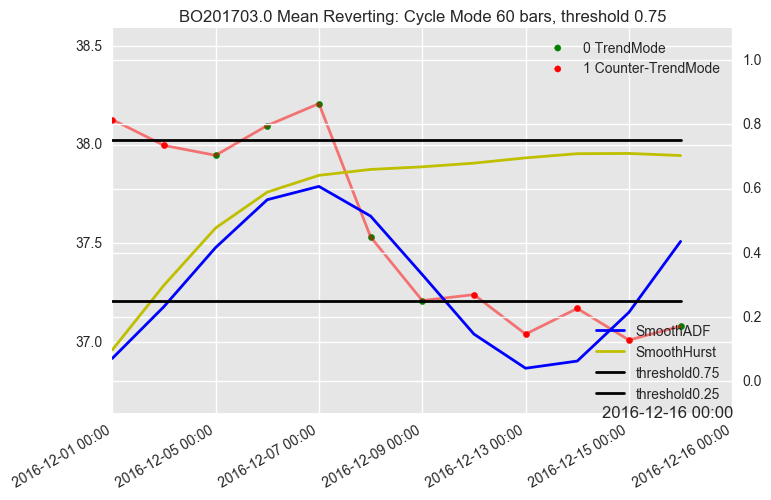 BO201703.0 Mean Reverting: Cycle Mode 60 bars, threshold 0.75
38.5
38.0
37.5
37.0
1.0
0.8
0.6
0.4
0.2
0.0
0 TrendMode
1 Counter-TrendMode
SmoothADF
SmoothHurst
threshold0.75
threshold0.25
2016-12-16 00:00
2016-12-01 00:00
2016-12-05 00:00
2016-12-07 00:00
2016-12-09 00:00
2016-12-13 00:00
2016-12-15 00:00
2016-12-16 00:00